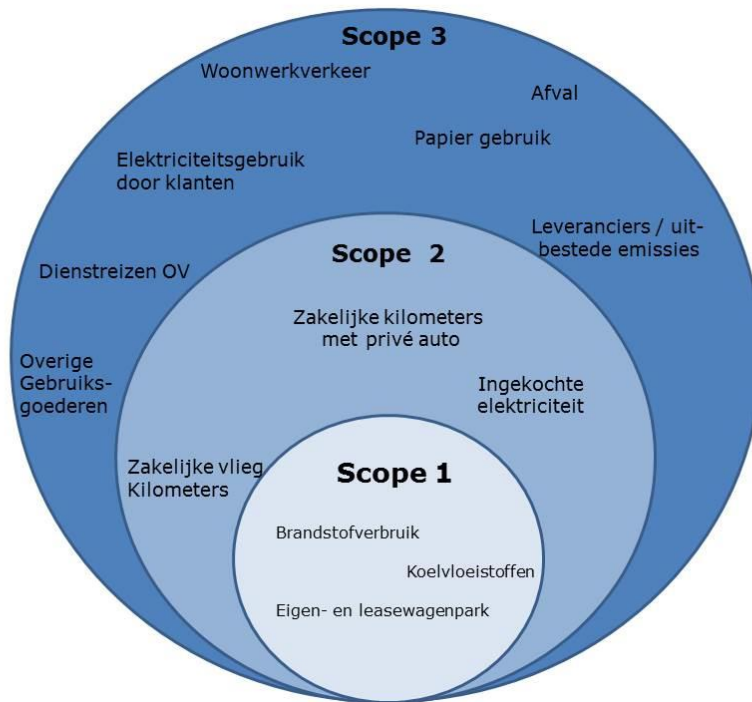 Scope 3
Woonwerkverkeer
Afval
Papier gebruik
Elektriciteitsgebruik
door klanten
Leveranciers / uit-
bestede emissies
Dienstreizen OV
Overige
Gebruiks-
goederen
Scope 2
Zakelijke kilometers
met privé auto
Ingekochte
elektriciteit
Zakelijke vlieg
Kilometers
Scope 1
Brandstofverbruik
Koelvloeistoffen
Eigen- en leasewagenpark